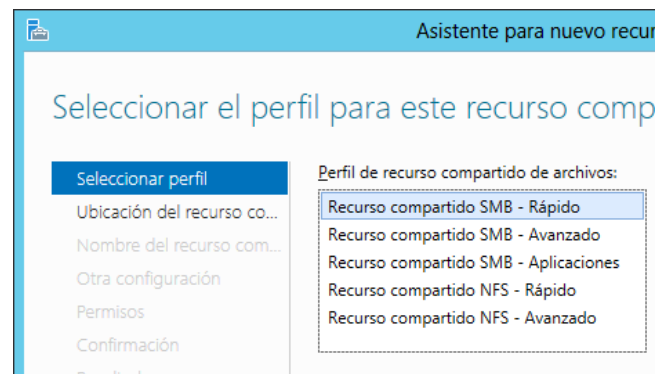 Asistente para nuevo recur
Seleccionar el perfil para este recurso comp
Seleccionar perfil
Ubicación del recurso co...
Nombre del recurso com...
Otra configuración
Permisos
Confirmación
Perfil de recurso compartido de archivos:
Recurso compartido SMB - Rápido
Recurso compartido SMB - Avanzado
Recurso compartido SMB - Aplicaciones
Recurso compartido NFS - Rápido
Recurso compartido NFS - Avanzado